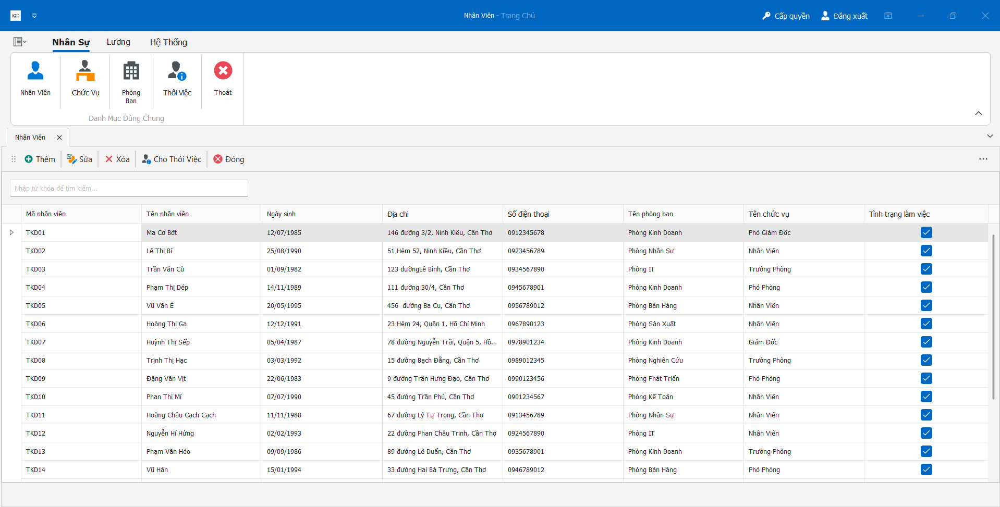 KĐD
Nhân Viên - Trang Chủ
Cấp quyền
Đăng xuất
Nhân Sự
Lương
Hệ Thống
Nhân Viên
Chức Vụ
Phòng
Ban
Thôi Việc
Thoát
Danh Mục Dùng Chung
Nhân Viên
Thêm
Sửa
Xóa
Cho Thôi Việc
Đóng
Nhập từ khóa để tìm kiếm...
Mã nhân viên Tên nhân viên Ngày sinh Địa chỉ Số điện thoại Tên phòng ban Tên chức vụ Tình trạng làm việc
TKD01 Ma Cơ Bớt 12/07/1985 146 đường 3/2, Ninh Kiều, Cần Thơ 0912345678 Phòng Kinh Doanh Phó Giám Đốc
TKD02 Lê Thị Bí 25/08/1990 51 Hẻm 52, Ninh Kiều, Cần Thơ 0923456789 Phòng Nhân Sự Nhân Viên
TKD03 Trần Văn Cù 01/09/1982 123 đườngLê Bình, Cần Thơ 0934567890 Phòng IT Trưởng Phòng
TKD04 Phạm Thị Dép 14/11/1989 111 đường 30/4, Cần Thơ 0945678901 Phòng Kinh Doanh Phó Phòng
TKD05 Vũ Văn Ẻ 20/05/1995 456 đường Ba Cu, Cần Thơ 0956789012 Phòng Bán Hàng Nhân Viên
TKD06 Hoàng Thị Ga 12/12/1991 23 Hẻm 24, Quận 1, Hồ Chí Minh 0967890123 Phòng Sản Xuất Nhân Viên
TKD07 Huỳnh Thị Sếp 05/04/1987 78 đường Nguyễn Trãi, Quận 5, Hồ... 0978901234 Phòng Kinh Doanh Giám Đốc
TKD08 Trịnh Thị Hạc 03/03/1992 15 đường Bạch Đằng, Cần Thơ 0989012345 Phòng Nghiên Cứu Trưởng Phòng
TKD09 Đặng Văn Vịt 22/06/1983 9 đường Trần Hưng Đạo, Cần Thơ 0990123456 Phòng Phát Triển Phó Phòng
TKD10 Phan Thị Mí 07/07/1990 45 đường Trần Phú, Cần Thơ 0901234567 Phòng Kế Toán Nhân Viên
TKD11 Hoàng Châu Cạch Cạch 11/11/1988 67 đường Lý Tự Trọng, Cần Thơ 0913456789 Phòng Nhân Sự Nhân Viên
TKD12 Nguyễn Hí Hửng 02/02/1993 22 đường Phan Châu Trinh, Cần Thơ 0924567890 Phòng IT Nhân Viên
TKD13 Phạm Văn Héo 09/09/1986 89 đường Lê Duẩn, Cần Thơ 0935678901 Phòng Kinh Doanh Trưởng Phòng
TKD14 Vũ Hán 15/01/1994 33 đường Hai Bà Trưng, Cần Thơ 0946789012 Phòng Bán Hàng Phó Phòng